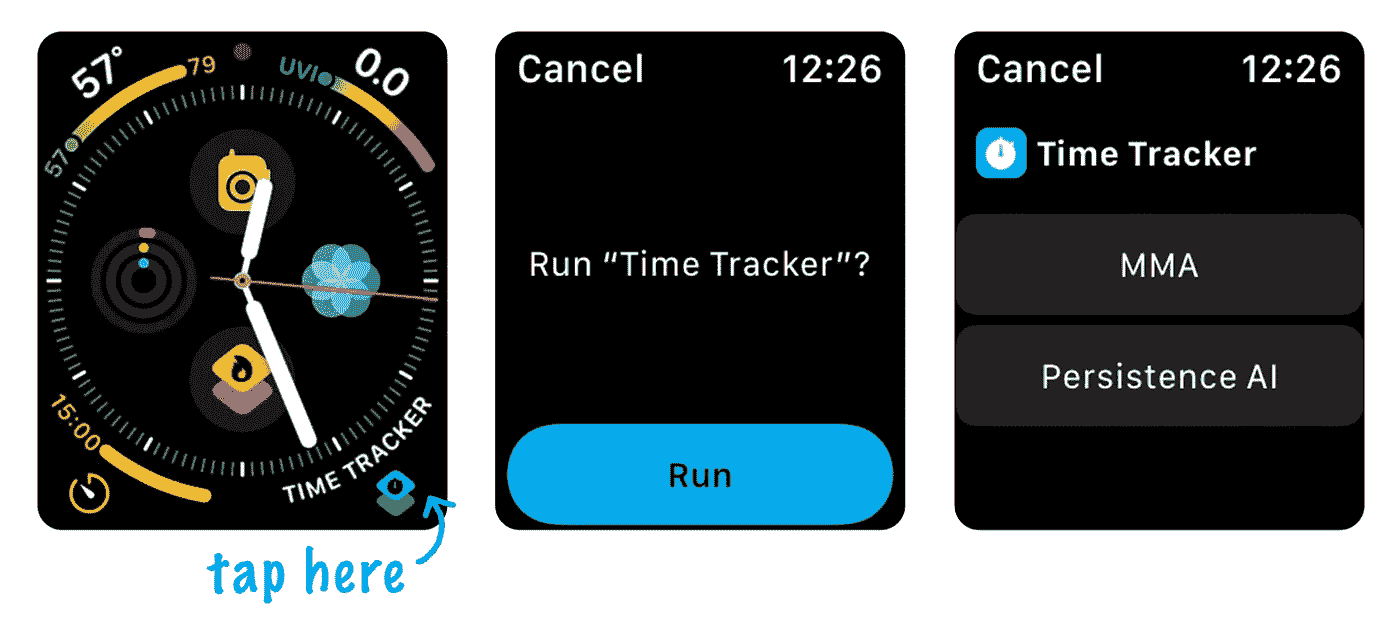 57°
79
57
UVI
0.0
15:00
TIME TRACKER
tap here
Cancel 12:26
Run “Time Tracker”?
Run
Cancel 12:26
Time Tracker
MMA
Persistence AI